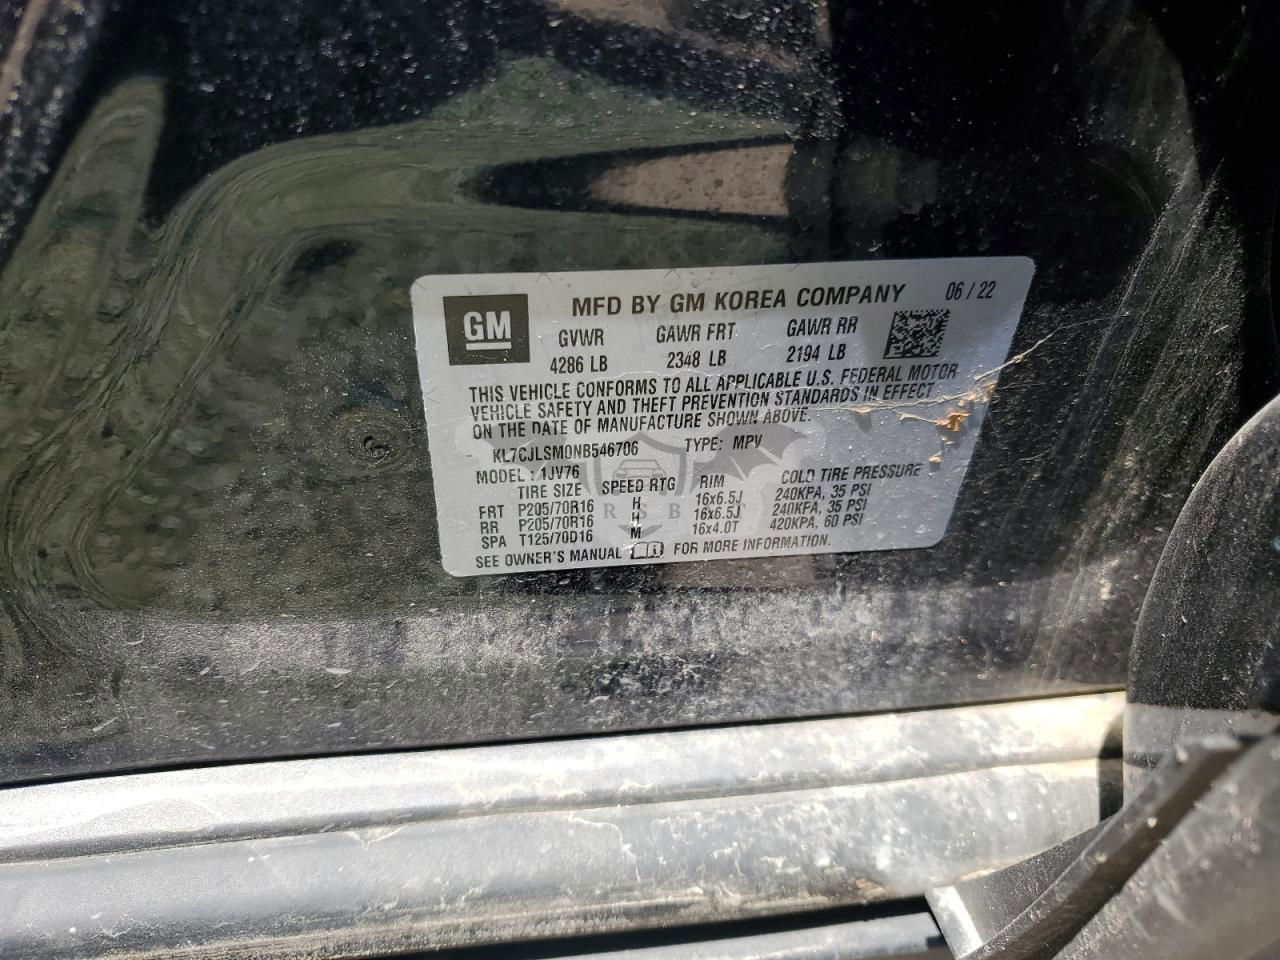 GM
MFD BY GM KOREA COMPANY 06 / 22
GVWR GAWR FRT GAWR RR
4286 LB 2348 LB 2194 LB
THIS VEHICLE CONFORMS TO ALL APPLICABLE U.S. FEDERAL MOTOR
VEHICLE SAFETY AND THEFT PREVENTION STANDARDS IN EFFECT
ON THE DATE OF MANUFACTURE SHOWN ABOVE.
KL7CJLSM0NB546706 TYPE: MPV
MODEL: 1JV76
TIRE SIZE SPEED RTG RIM COLD TIRE PRESSURE
FRT P205/70R16 H 16x6.5J 240KPA, 35 PSI
RR P205/70R16 H 16x6.5J 240KPA, 35 PSI
SPA T125/70D16 M 16x4.0T 420KPA, 60 PSI
SEE OWNER'S MANUAL FOR MORE INFORMATION.